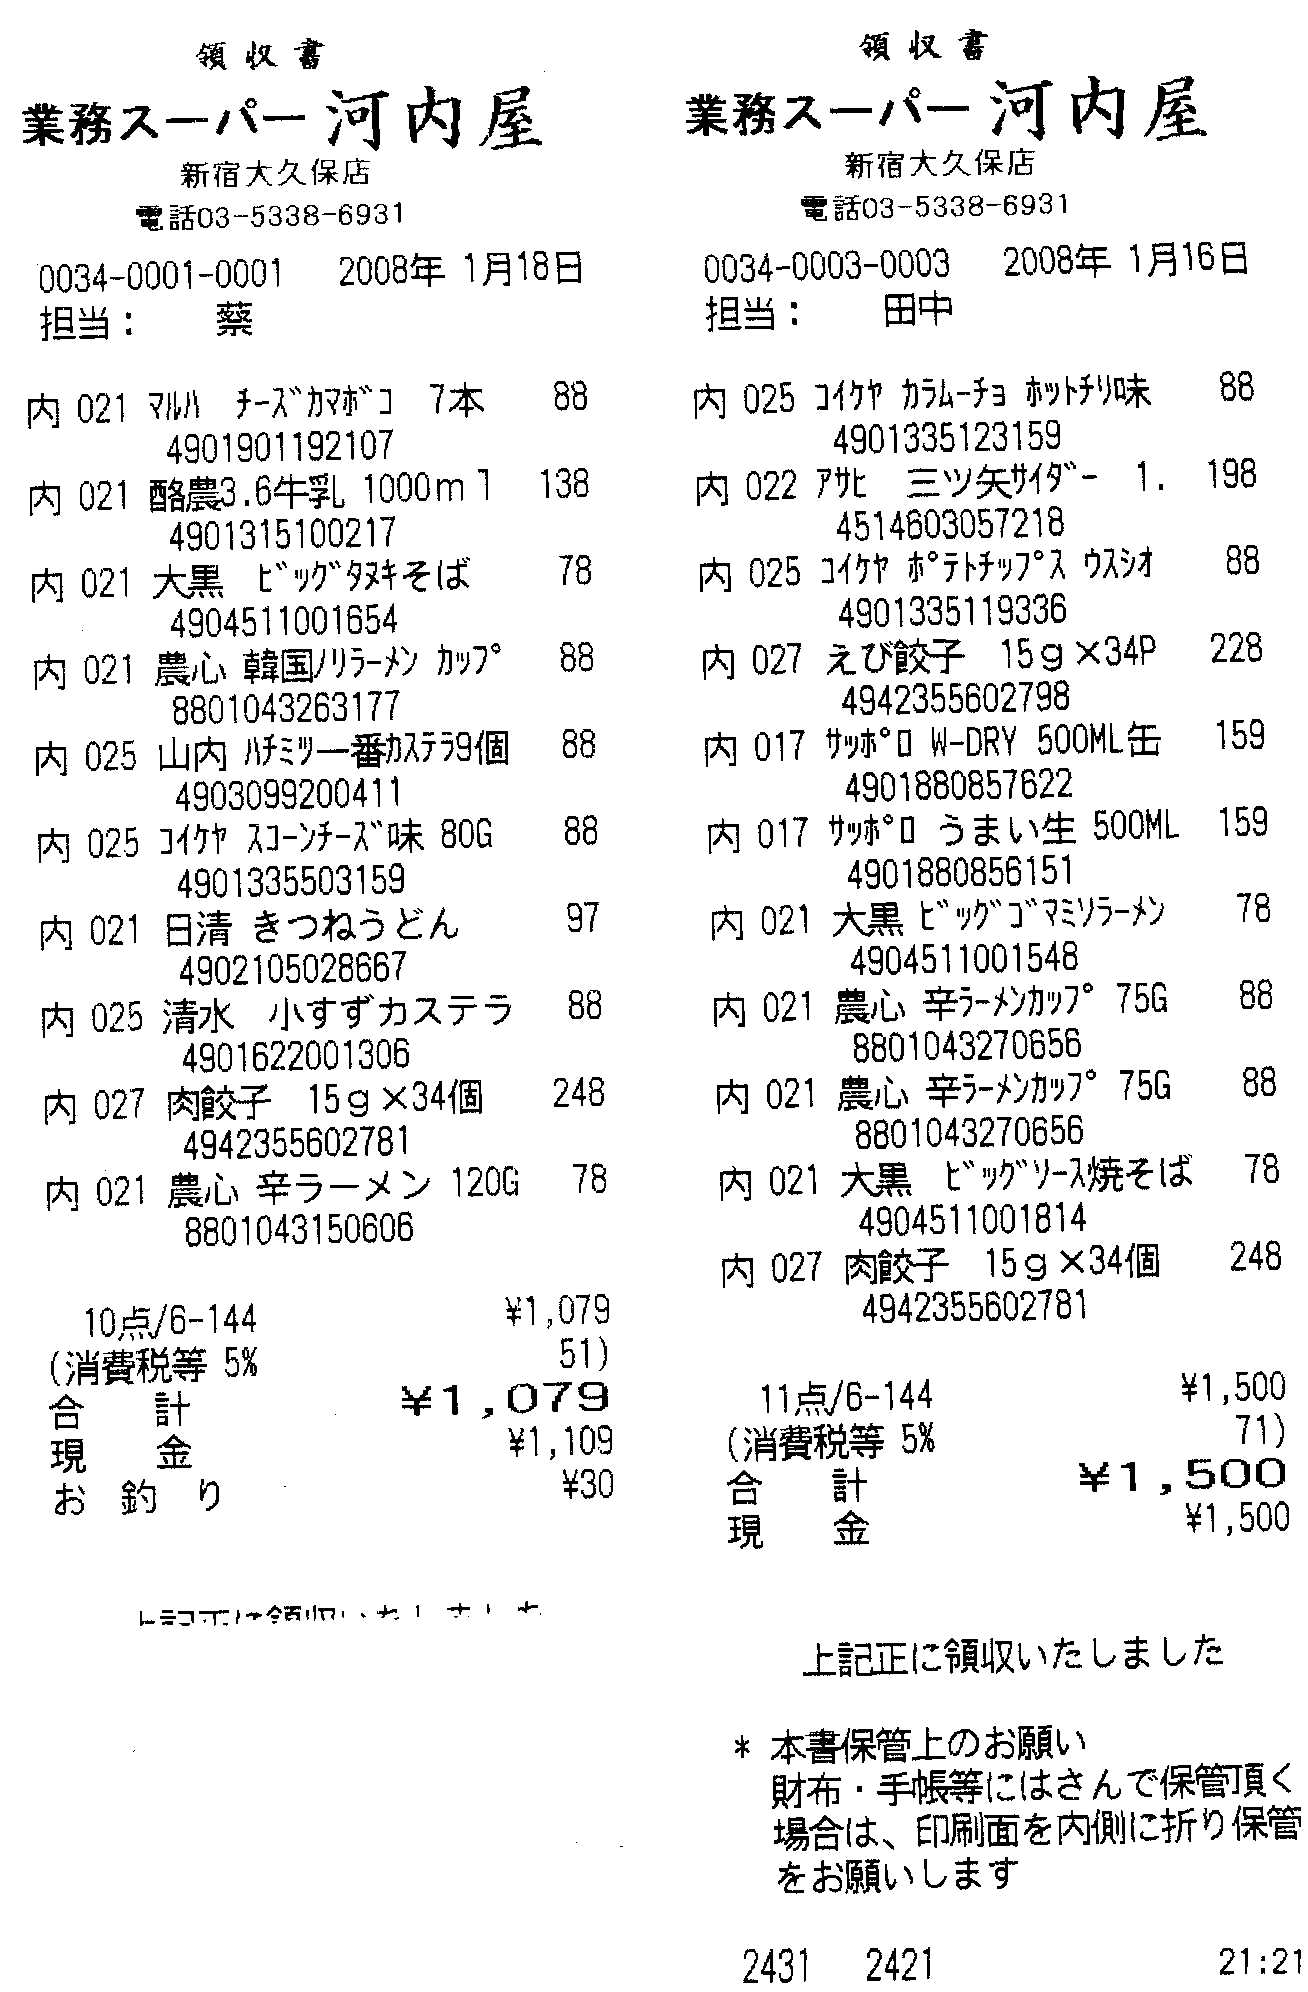 領収書
業務スーパー 河内屋
新宿大久保店
電話03-5338-6931
0034-0001-0001 2008年 1月18日
担当: 蔡
内 021 ﾏﾙﾊ ﾁｰｽﾞｶﾏﾎﾞｺ 7本 88
4901901192107
内 021 酪農3.6牛乳 1000ml 138
4901315100217
内 021 大黒 ﾋﾞｯｸﾞﾀﾇｷそば 78
4904511001654
内 021 農心 韓国ﾉﾘﾗｰﾒﾝ ｶｯﾌﾟ 88
8801043263177
内 025 山内 ﾊﾁﾐﾂ一番ｶｽﾃﾗ9個 88
4903099200411
内 025 ｺｲｹﾔ ｽｺｰﾝﾁｰｽﾞ味 80G 88
4901335503159
内 021 日清 きつねうどん 97
4902105028667
内 025 清水 小すずカステラ 88
4901622001306
内 027 肉餃子 15g×34個 248
4942355602781
内 021 農心 辛ラーメン 120G 78
8801043150606
10点/6-144 ¥1,079
(消費税等 5% 51)
合 計 ¥1,079
現 金 ¥1,109
お 釣 り ¥30
上記正に領収いたしました
領収書
業務スーパー 河内屋
新宿大久保店
電話03-5338-6931
0034-0003-0003 2008年 1月16日
担当: 田中
内 025 ｺｲｹﾔ ｶﾗﾑｰﾁｮ ﾎｯﾄﾁﾘ味 88
4901335123159
内 022 ｱｻﾋ 三ツ矢ｻｲﾀﾞｰ 1. 198
4514603057218
内 025 ｺｲｹﾔ ﾎﾟﾃﾄﾁｯﾌﾟｽ ｳｽｼｵ 88
4901335119336
内 027 えび餃子 15g×34P 228
4942355602798
内 017 ｻｯﾎﾟﾛ W-DRY 500ML缶 159
4901880857622
内 017 ｻｯﾎﾟﾛ うまい生 500ML 159
4901880856151
内 021 大黒 ﾋﾞｯｸﾞｺﾞﾏﾐｿﾗｰﾒﾝ 78
4904511001548
内 021 農心 辛ﾗｰﾒﾝｶｯﾌﾟ 75G 88
8801043270656
内 021 農心 辛ﾗｰﾒﾝｶｯﾌﾟ 75G 88
8801043270656
内 021 大黒 ﾋﾞｯｸﾞｿｰｽ焼そば 78
4904511001814
内 027 肉餃子 15g×34個 248
4942355602781
11点/6-144 ¥1,500
(消費税等 5% 71)
合 計 ¥1,500
現 金 ¥1,500
上記正に領収いたしました
* 本書保管上のお願い
財布・手帳等にはさんで保管頂く
場合は、印刷面を内側に折り保管
をお願いします
2431 2421 21:21